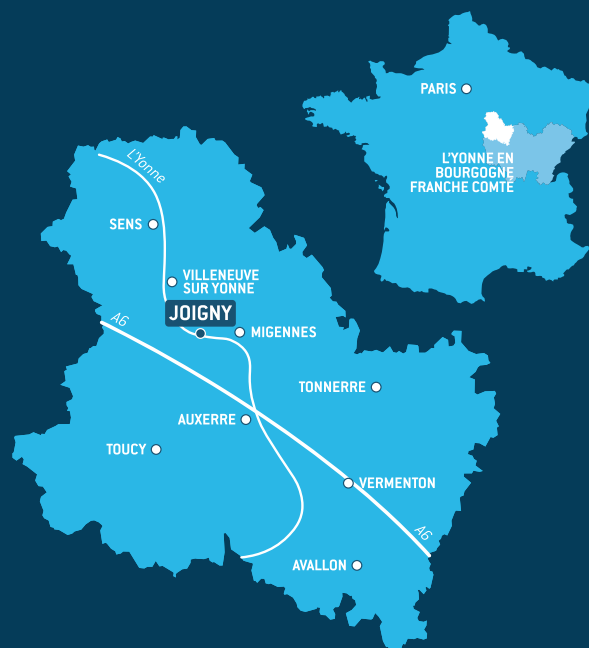 PARIS
L'YONNE EN
BOURGOGNE
FRANCHE COMTÉ
L'Yonne
SENS
VILLENEUVE
SUR YONNE
JOIGNY
MIGENNES
A6
TONNERRE
AUXERRE
TOUCY
VERMENTON
A6
AVALLON